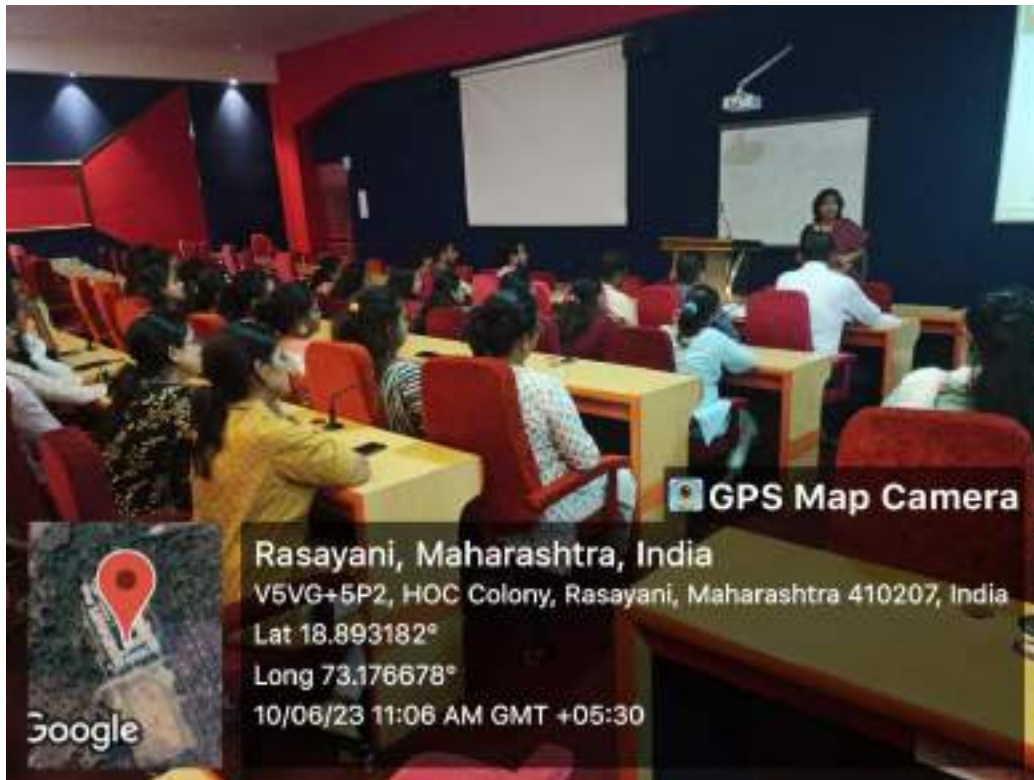 GPS Map Camera
Rasayani, Maharashtra, India
V5VG+5P2, HOC Colony, Rasayani, Maharashtra 410207, India
Lat 18.893182°
Long 73.176678°
10/06/23 11:06 AM GMT +05:30
Google